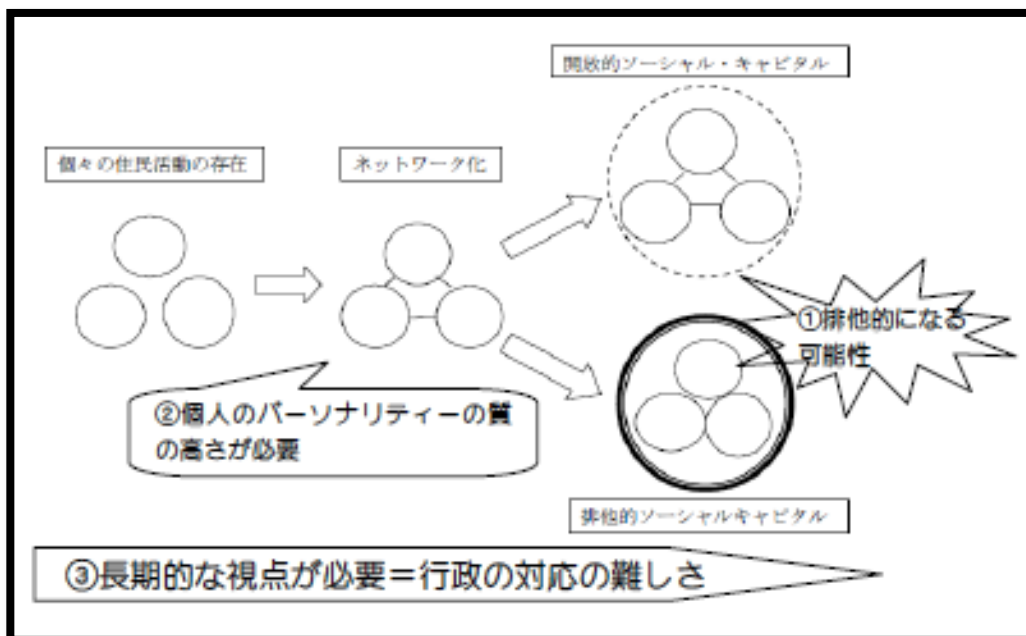 開放的ソーシャル・キャピタル
個々の住民活動の存在
ネットワーク化
①排他的になる
可能性
②個人のパーソナリティーの質
の高さが必要
排他的ソーシャルキャピタル
③長期的な視点が必要＝行政の対応の難しさ